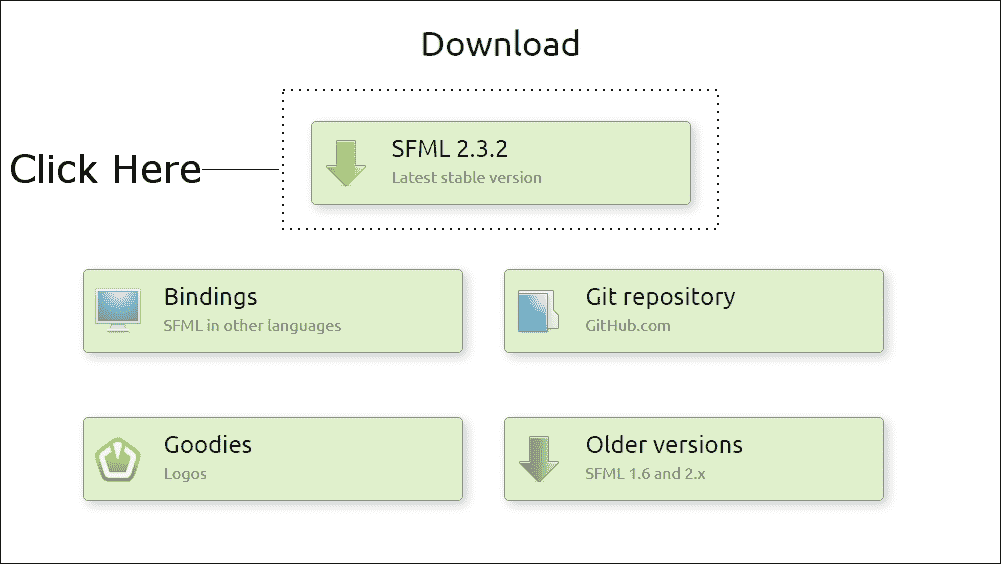 Download
Click Here
SFML 2.3.2
Latest stable version
Bindings
SFML in other languages
Git repository
GitHub.com
Goodies
Logos
Older versions
SFML 1.6 and 2.x